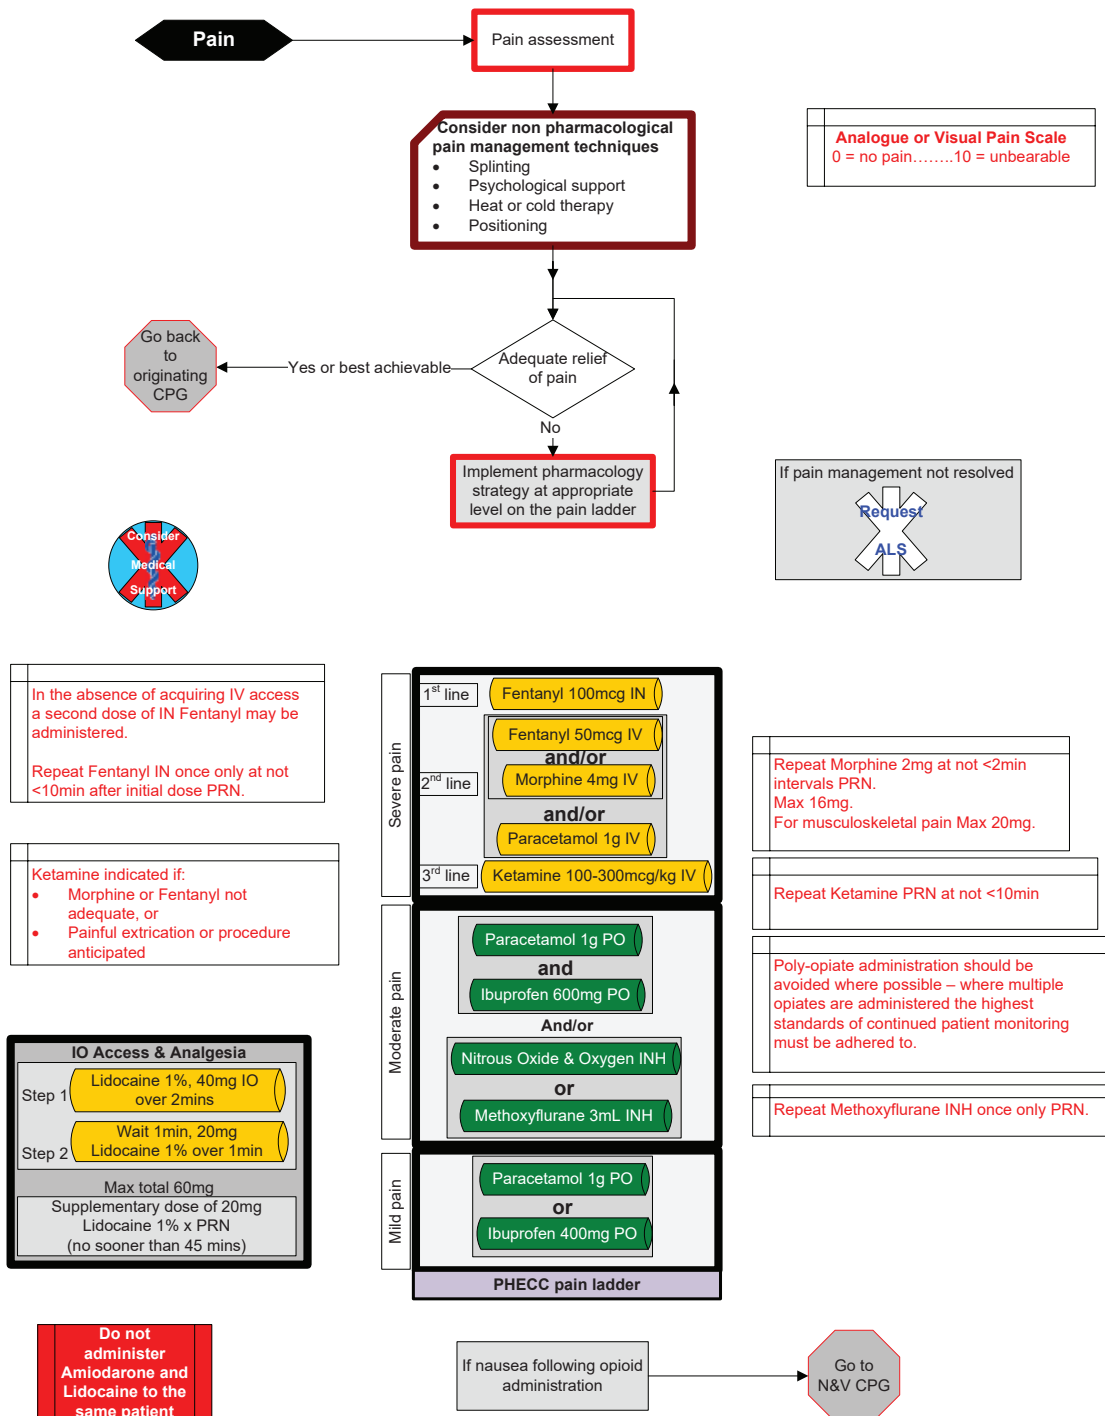 Pain
Pain assessment
Consider non pharmacological
pain management techniques
• Splinting
• Psychological support
• Heat or cold therapy
• Positioning
Analogue or Visual Pain Scale
0 = no pain……..10 = unbearable
Go back
to
originating
CPG
Yes or best achievable
Adequate relief
of pain
No
Implement pharmacology
strategy at appropriate
level on the pain ladder
If pain management not resolved
Request
ALS
Consider
Medical
Support
In the absence of acquiring IV access
a second dose of IN Fentanyl may be
administered.
Repeat Fentanyl IN once only at not
<10min after initial dose PRN.
Ketamine indicated if:
• Morphine or Fentanyl not
adequate, or
• Painful extrication or procedure
anticipated
IO Access & Analgesia
Step 1
Lidocaine 1%, 40mg IO
over 2mins
Step 2
Wait 1min, 20mg
Lidocaine 1% over 1min
Max total 60mg
Supplementary dose of 20mg
Lidocaine 1% x PRN
(no sooner than 45 mins)
Severe pain
1st line
Fentanyl 100mcg IN
2nd line
Fentanyl 50mcg IV
and/or
Morphine 4mg IV
and/or
Paracetamol 1g IV
3rd line
Ketamine 100-300mcg/kg IV
Moderate pain
Paracetamol 1g PO
and
Ibuprofen 600mg PO
And/or
Nitrous Oxide & Oxygen INH
or
Methoxyflurane 3mL INH
Mild pain
Paracetamol 1g PO
or
Ibuprofen 400mg PO
PHECC pain ladder
Repeat Morphine 2mg at not <2min
intervals PRN.
Max 16mg.
For musculoskeletal pain Max 20mg.
Repeat Ketamine PRN at not <10min
Poly-opiate administration should be
avoided where possible – where multiple
opiates are administered the highest
standards of continued patient monitoring
must be adhered to.
Repeat Methoxyflurane INH once only PRN.
Do not
administer
Amiodarone and
Lidocaine to the
same patient
If nausea following opioid
administration
Go to
N&V CPG